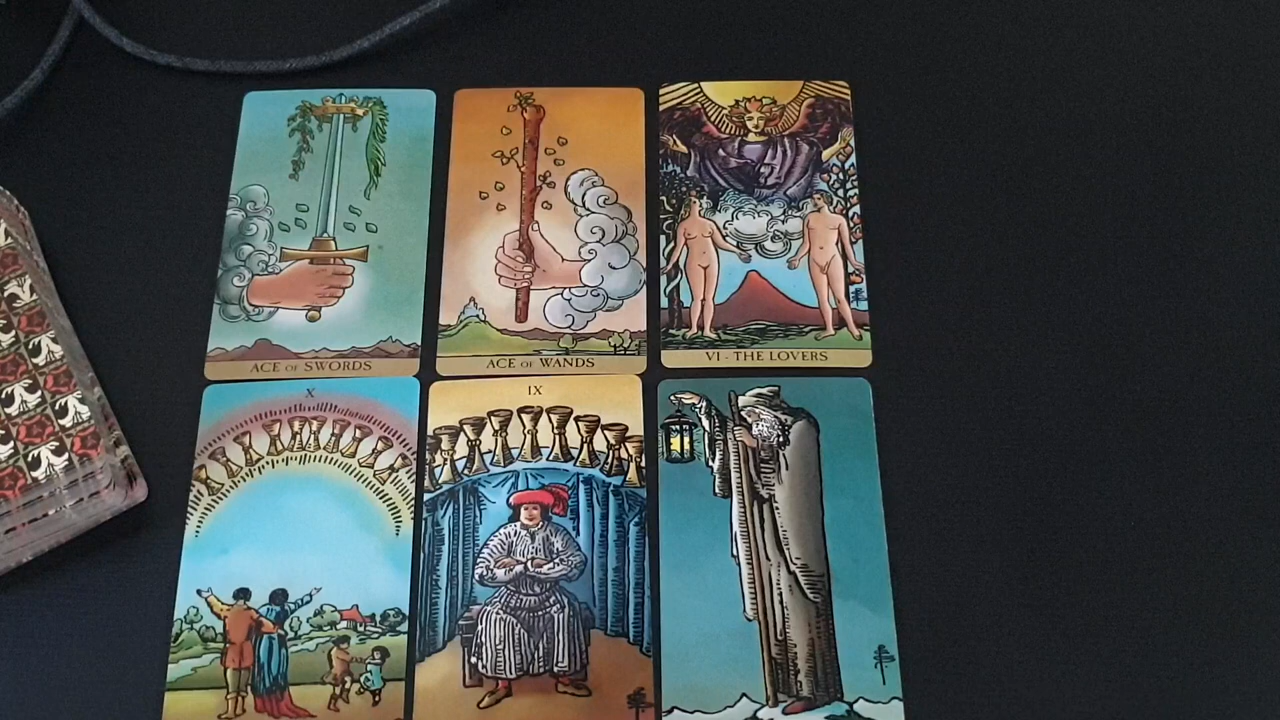 ACE OF SWORDS
ACE OF WANDS
VI - THE LOVERS
X
IX